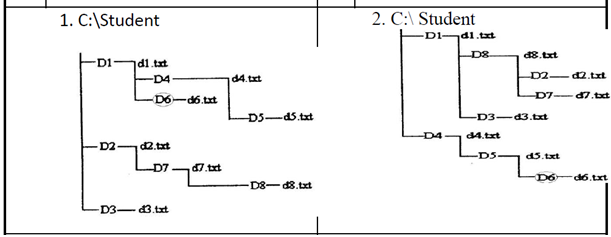 1. C:\Student
D1 d1.txt
D4 d4.txt
D6 d6.txt
D5 d5.txt
D2 d2.txt
D7 d7.txt
D8 d8.txt
D3 d3.txt
2. C:\ Student
D1 d1.txt
D8 d8.txt
D2 d2.txt
D7 d7.txt
D3 d3.txt
D4 d4.txt
D5 d5.txt
D6 d6.txt